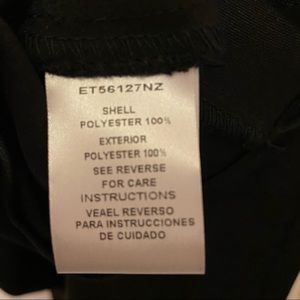 ET56127NZ
SHELL
POLYESTER 100%
EXTERIOR
POLYESTER 100%
SEE REVERSE
FOR CARE
INSTRUCTIONS
VEAEL REVERSO
PARA INSTRUCCIONES
DE CUIDADO